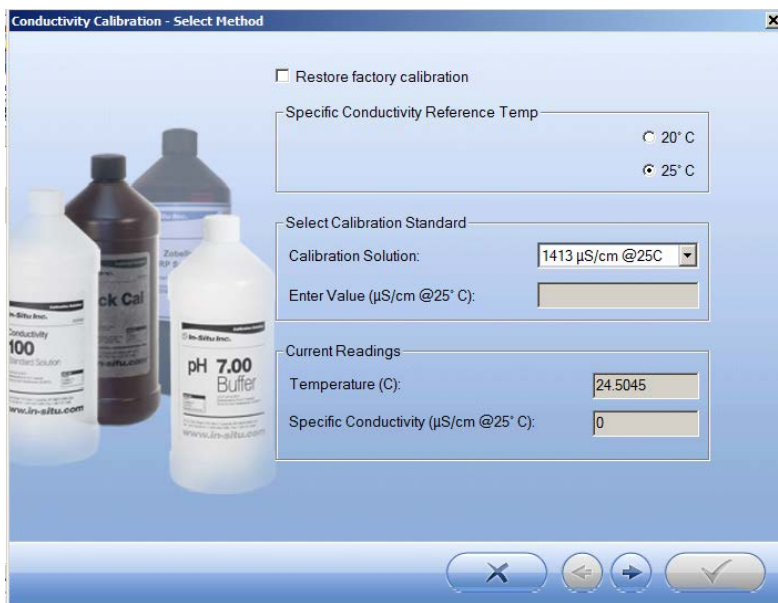 Conductivity Calibration - Select Method
Restore factory calibration
Specific Conductivity Reference Temp
20° C
25° C
Select Calibration Standard
Calibration Solution:
1413 µS/cm @25C
Enter Value (µS/cm @25° C):
Current Readings
Temperature (C):
24.5045
Specific Conductivity (µS/cm @25° C):
0
Zobell
ck Cal
In-Situ Inc.
Conductivity
100
Standard Solution
www.in-situ.com
In-Situ Inc.
pH 7.00
Buffer
www.in-situ.com